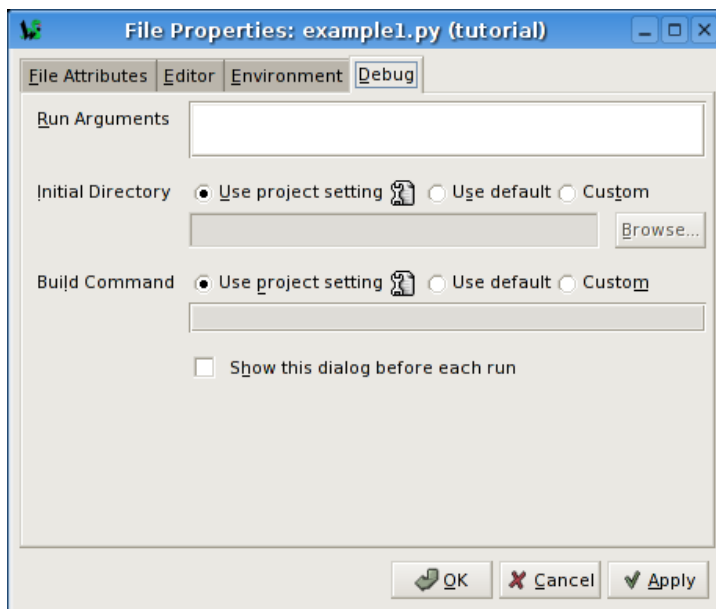 File Properties: example1.py (tutorial)
File Attributes Editor Environment Debug
Run Arguments
Initial Directory Use project setting Use default Custom
Browse...
Build Command Use project setting Use default Custom
Show this dialog before each run
OK Cancel Apply